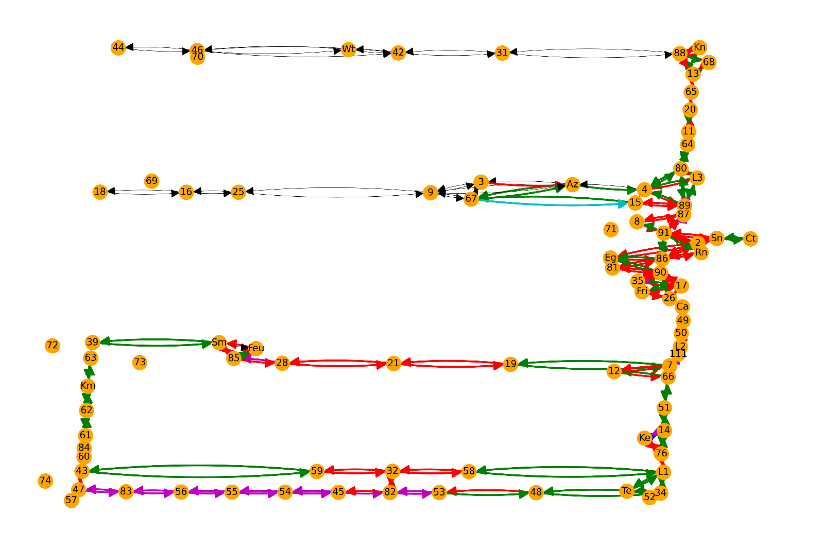 44 46 Wt 42 31 88 Kn
70 68
13
65
20
11
64
80
69 3 Az L3
18 16 25 9 67 4
15 89
87
8
71 91 Sn Ct
2
Rn
Eg 86
81 90
35 17
Fri 26
Ca
49
50
72 39 Sm L2
63 73 85 Feu 28 21 19 111
12 7
66
Km
62 51
61 14
84 Ke
60 76
43 59 32 58 L1
74
47 83 56 55 54 45 82 53 48 Te 34
57 52